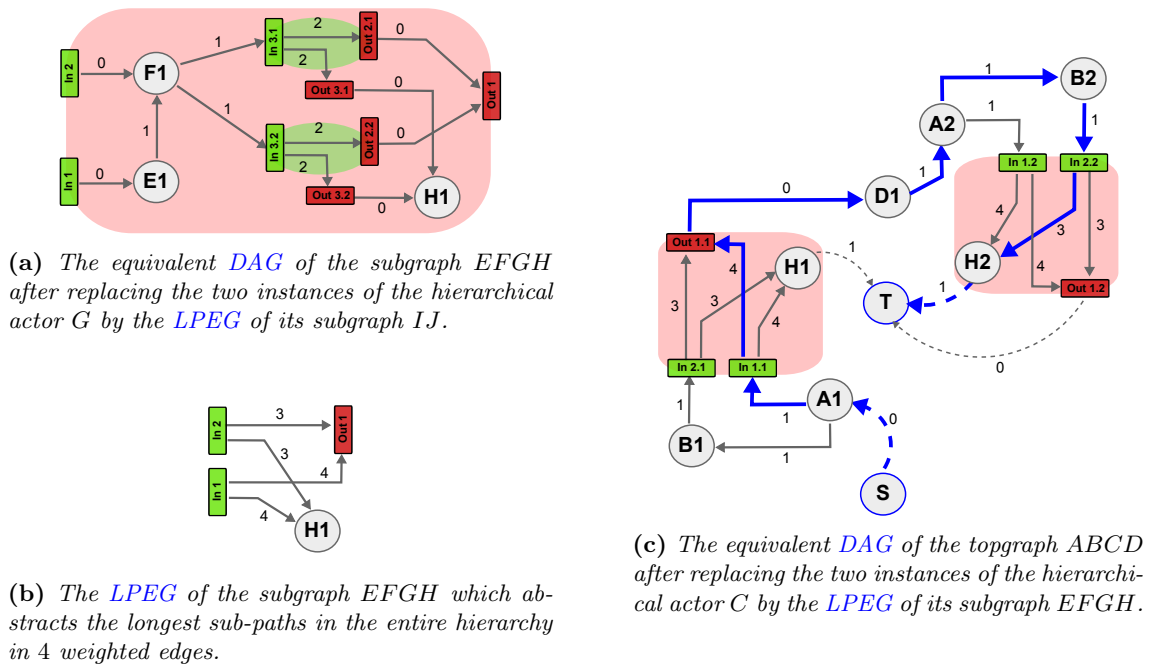 In 2
0
F1
1
In 3.1
2
Out 2.1
0
2
Out 3.1
0
Out 1
1
1
In 3.2
2
Out 2.2
0
2
Out 3.2
0
H1
In 1
0
E1
(a) The equivalent DAG of the subgraph EFGH
after replacing the two instances of the hierarchical
actor G by the LPEG of its subgraph IJ.
In 2
3
Out 1
3
In 1
4
4
H1
(b) The LPEG of the subgraph EFGH which ab-
stracts the longest sub-paths in the entire hierarchy
in 4 weighted edges.
1
B2
A2
1
1
In 1.2
In 2.2
0
D1
1
4
3
3
Out 1.1
4
H1
1
H2
4
Out 1.2
3
3
4
T
1
0
In 2.1
In 1.1
1
1
A1
0
B1
1
S
(c) The equivalent DAG of the topgraph ABCD
after replacing the two instances of the hierarchi-
cal actor C by the LPEG of its subgraph EFGH.